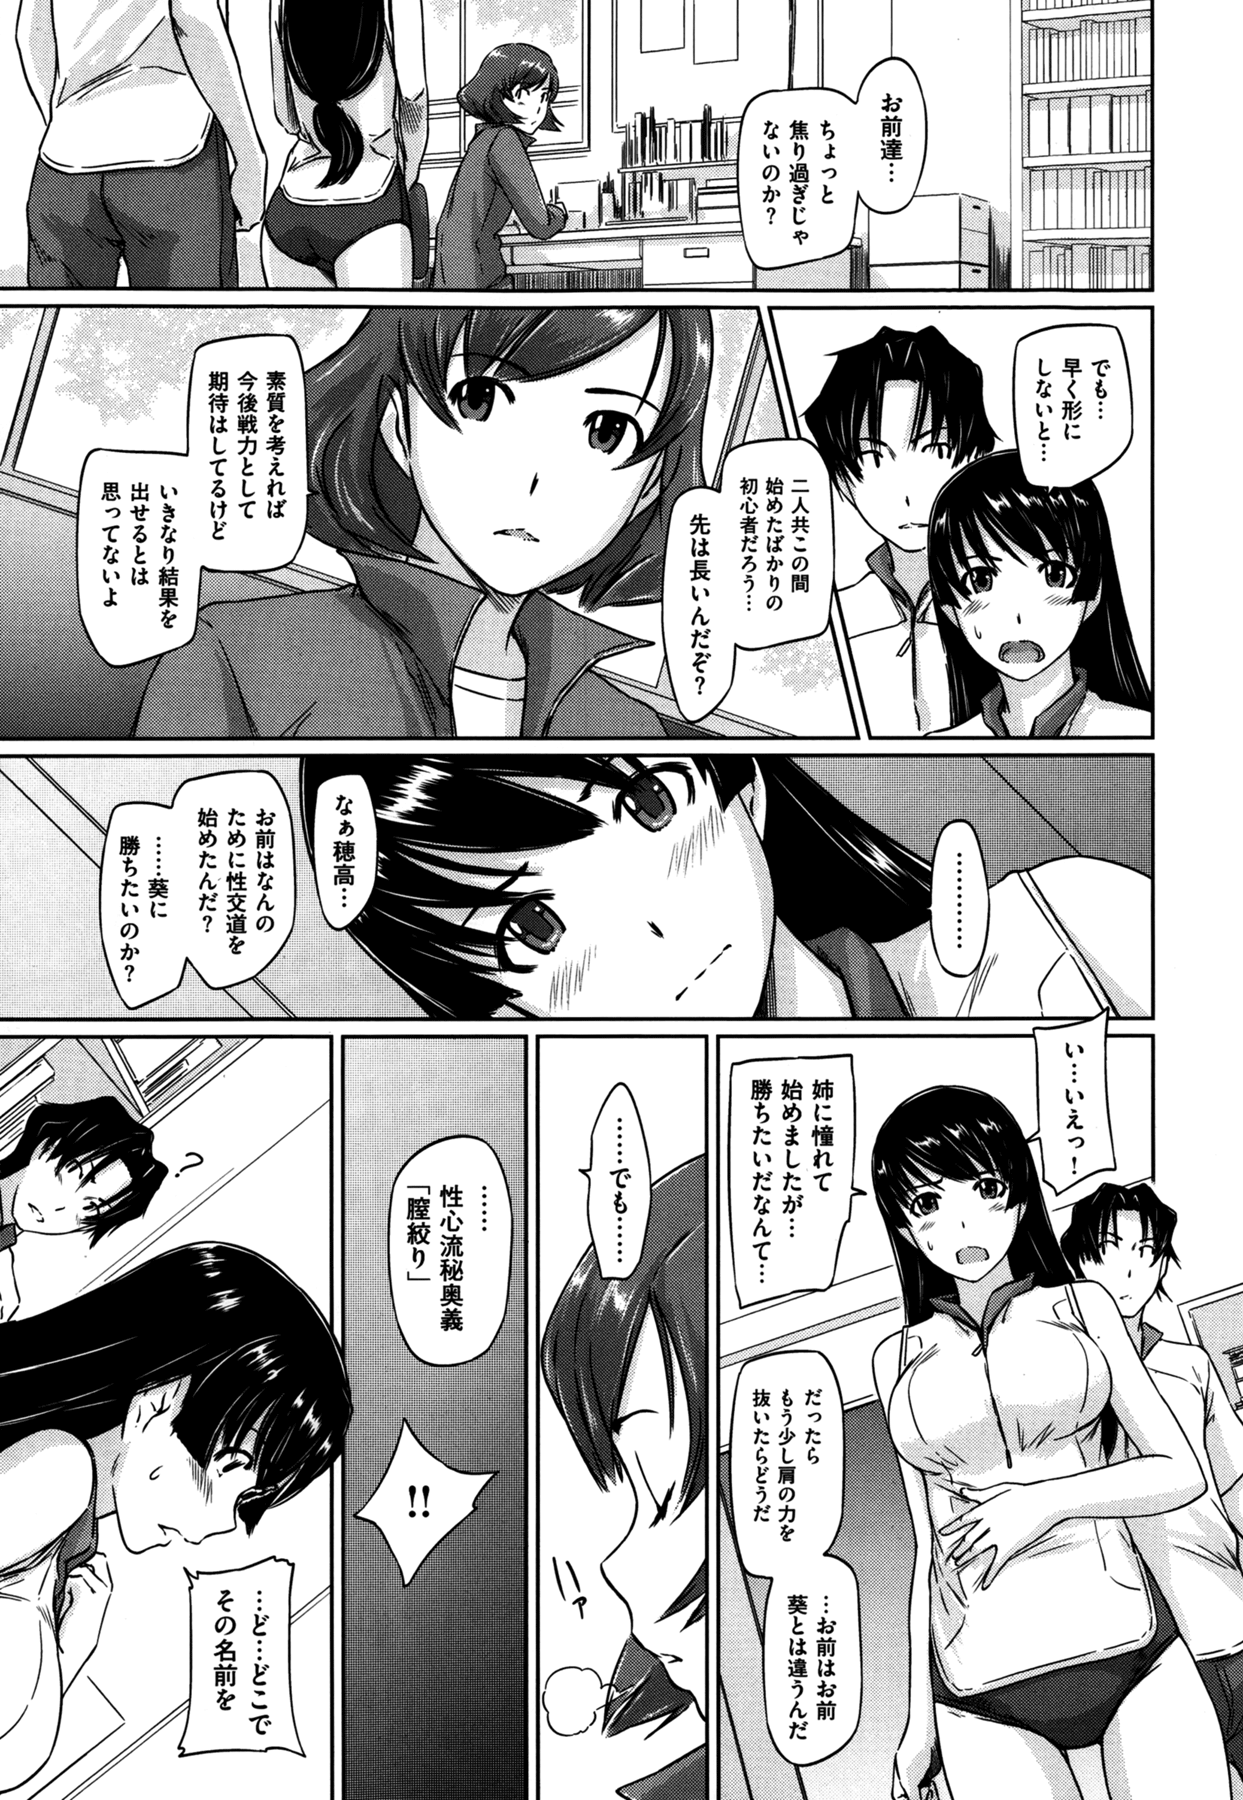 お前達…
ちょっと
焦り過ぎじゃ
ないのか?
でも…
早く形に
しないと…
二人共この間
始めたばかりの
初心者だろう…
先は長いんだぞ?
素質を考えれば
今後戦力として
期待はしてるけど
いきなり結果を
出せるとは
思ってないよ
………
なぁ穂高…
お前はなんの
ために性交道を
始めたんだ?
……葵に
勝ちたいのか?
い…いえっ!
姉に憧れて
始めましたが…
勝ちたいだなんて…
だったら
もう少し肩の力を
抜いたらどうだ
…お前はお前
葵とは違うんだ
……でも……
ハァ
……
性心流秘奥義
「膣絞り」
!!
?
…ど…どこで
その名前を